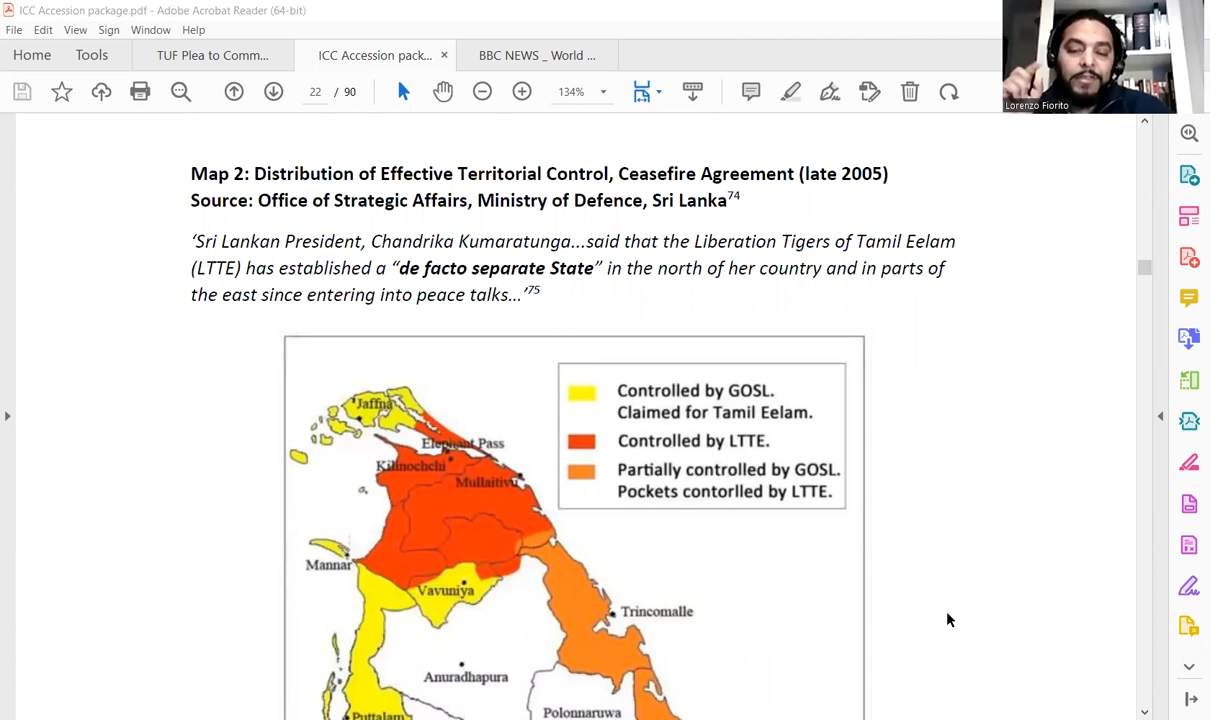 ICC Accession package.pdf - Adobe Acrobat Reader (64-bit)
File Edit View Sign Window Help
Home Tools TUF Plea to Comm... ICC Accession pack... × BBC NEWS _ World ...
22 / 90 134%
Lorenzo Fiorito
Map 2: Distribution of Effective Territorial Control, Ceasefire Agreement (late 2005)
Source: Office of Strategic Affairs, Ministry of Defence, Sri Lanka74
‘Sri Lankan President, Chandrika Kumaratunga...said that the Liberation Tigers of Tamil Eelam
(LTTE) has established a “de facto separate State” in the north of her country and in parts of
the east since entering into peace talks...’75
Controlled by GOSL.
Claimed for Tamil Eelam.
Controlled by LTTE.
Partially controlled by GOSL.
Pockets contorlled by LTTE.
Jaffna
Elephant Pass
Kilinochchi
Mullaitivu
Mannar
Vavuniya
Trincomalle
Anuradhapura
Polonnaruwa
Puttalam